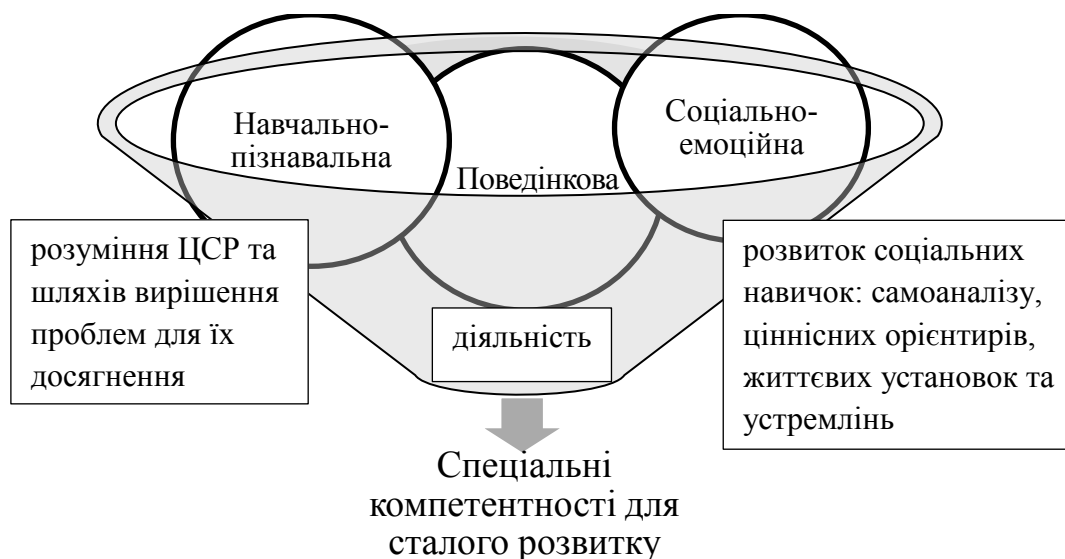 Навчально-
пізнавальна
Соціально-
емоційна
Поведінкова
розуміння ЦСР та
шляхів вирішення
проблем для їх
досягнення
діяльність
розвиток соціальних
навичок: самоаналізу,
ціннісних орієнтирів,
життєвих установок та
устремлінь
Спеціальні
компетентності для
сталого розвитку